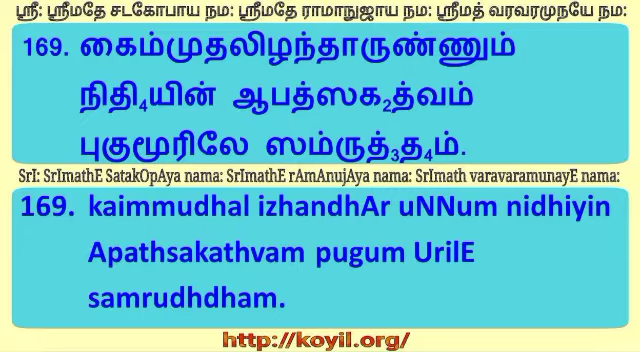 ஸ்ரீ: ஸ்ரீமதே சடகோபாய நம: ஸ்ரீமதே ராமாநுஜாய நம: ஸ்ரீமத் வரவரமுநயே நம:
169. கைம்முதலிழந்தாருண்ணும்
நிதி₄யின் ஆபத்ஸக₂த்வம்
புகுமூரிலே ஸம்ருத்₃த₄ம்.
SrI: SrImathE SatakOpAya nama: SrImathE rAmAnujAya nama: SrImath varavaramunayE nama:
169. kaimmudhal izhandhAr uNNum nidhiyin
Apathsakathvam pugum UrilE
samrudhdham.
http://koyil.org/